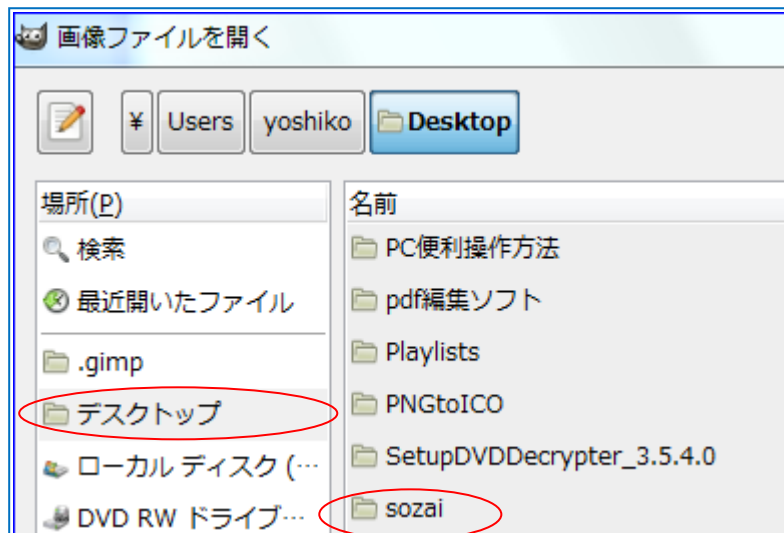 画像ファイルを開く
¥ Users yoshiko Desktop
場所(P)
検索
最近開いたファイル
.gimp
デスクトップ
ローカル ディスク (…
DVD RW ドライブ…
名前
PC便利操作方法
pdf編集ソフト
Playlists
PNGtoICO
SetupDVDDecrypter_3.5.4.0
sozai